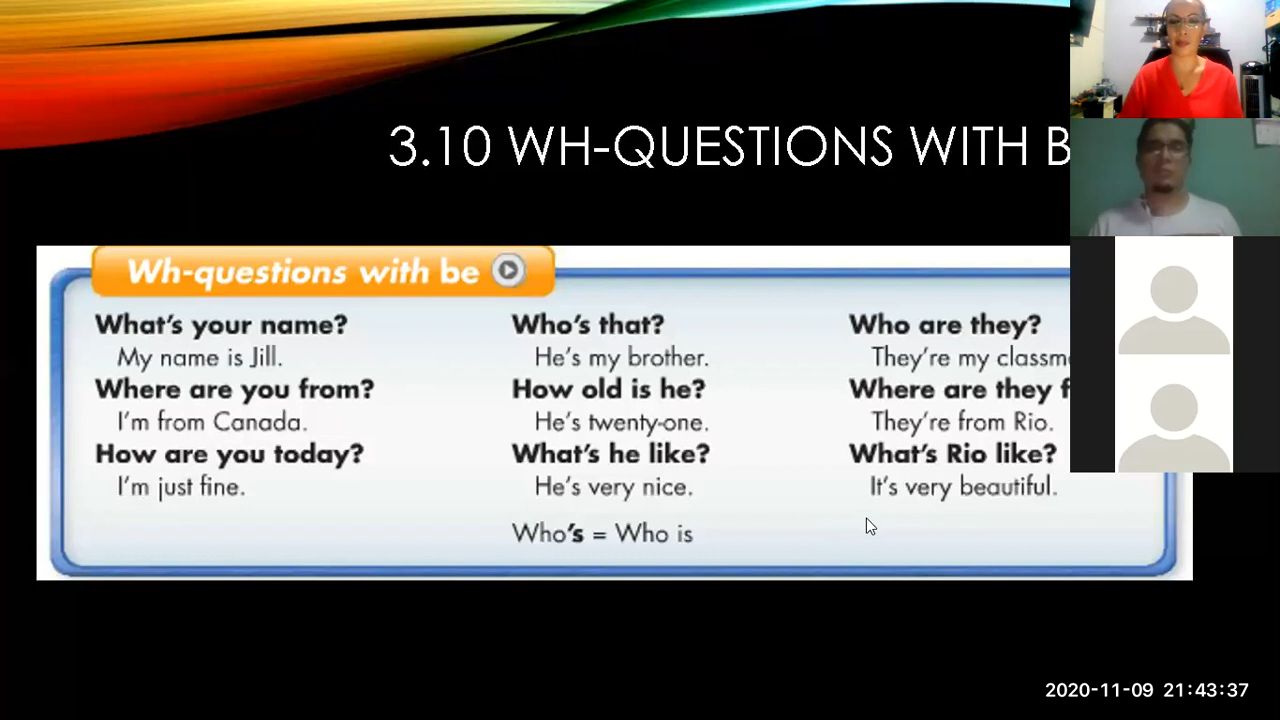 3.10 WH-QUESTIONS WITH B
Wh-questions with be
What's your name?
My name is Jill.
Where are you from?
I'm from Canada.
How are you today?
I'm just fine.
Who's that?
He's my brother.
How old is he?
He's twenty-one.
What's he like?
He's very nice.
Who's = Who is
Who are they?
They're my classm
Where are they f
They're from Rio.
What's Rio like?
It's very beautiful.
2020-11-09 21:43:37